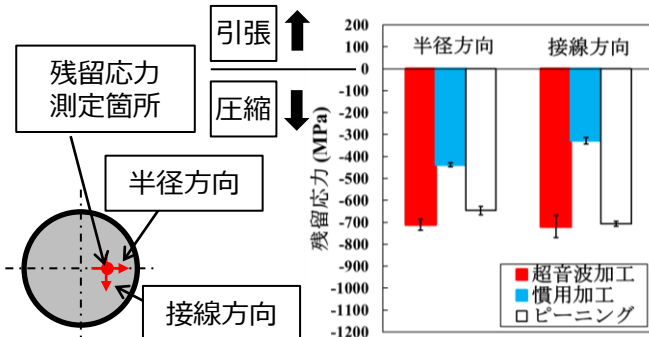 引張
圧縮
残留応力
測定箇所
半径方向
接線方向
残留応力 (MPa)
200
100
0
-100
-200
-300
-400
-500
-600
-700
-800
-900
-1000
-1100
-1200
半径方向
接線方向
超音波加工
慣用加工
ピーニング